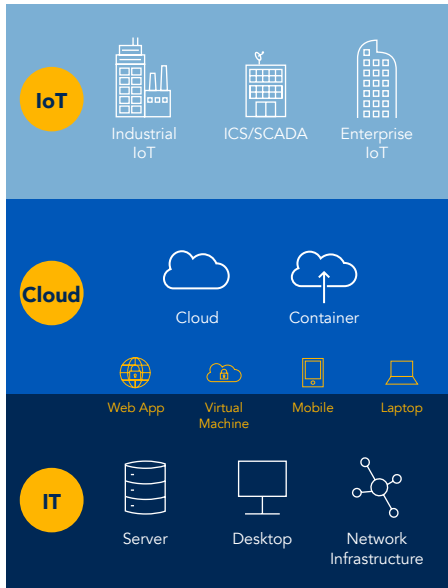 IoT
Industrial
IoT
ICS/SCADA
Enterprise
IoT
Cloud
Cloud
Container
Web App
Virtual
Machine
Mobile
Laptop
IT
Server
Desktop
Network
Infrastructure